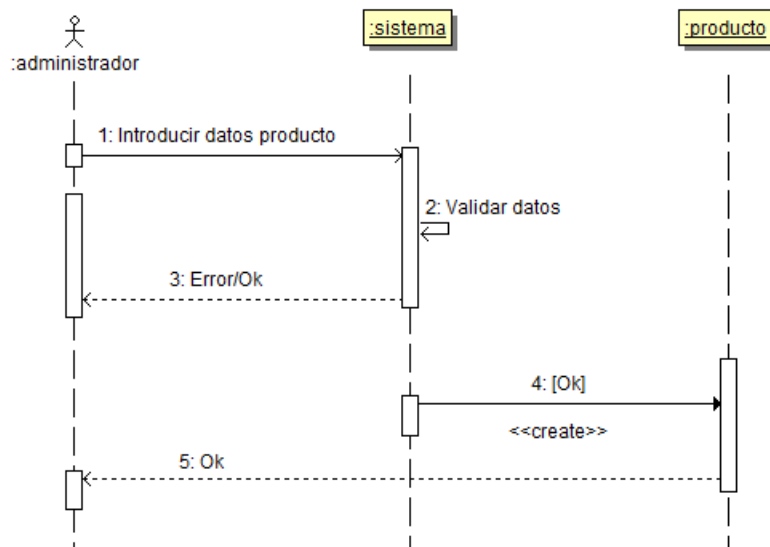 :administrador
:sistema
:producto
1: Introducir datos producto
2: Validar datos
3: Error/Ok
4: [Ok]
<<create>>
5: Ok